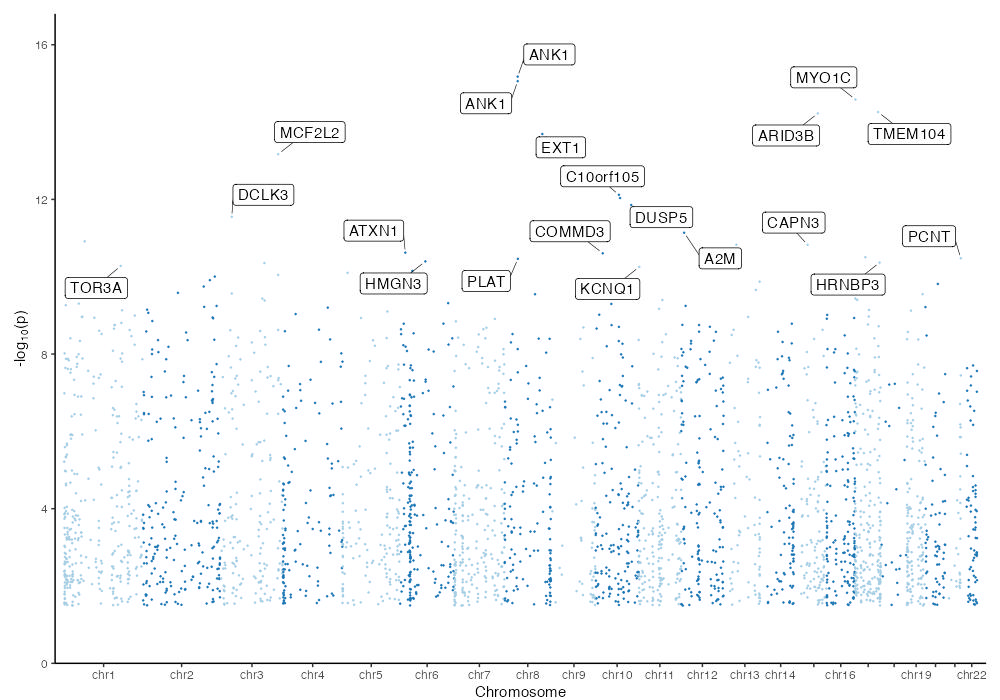 16
12
8
4
0
-log10(p)
ANK1
MYO1C
ANK1
MCF2L2
ARID3B
TMEM104
EXT1
C10orf105
DCLK3
DUSP5
CAPN3
ATXN1
COMMD3
PCNT
A2M
TOR3A
HMGN3
PLAT
KCNQ1
HRNBP3
chr1 chr2 chr3 chr4 chr5 chr6 chr7 chr8 chr9 chr10 chr11 chr12 chr13 chr14 chr16 chr19 chr22
Chromosome